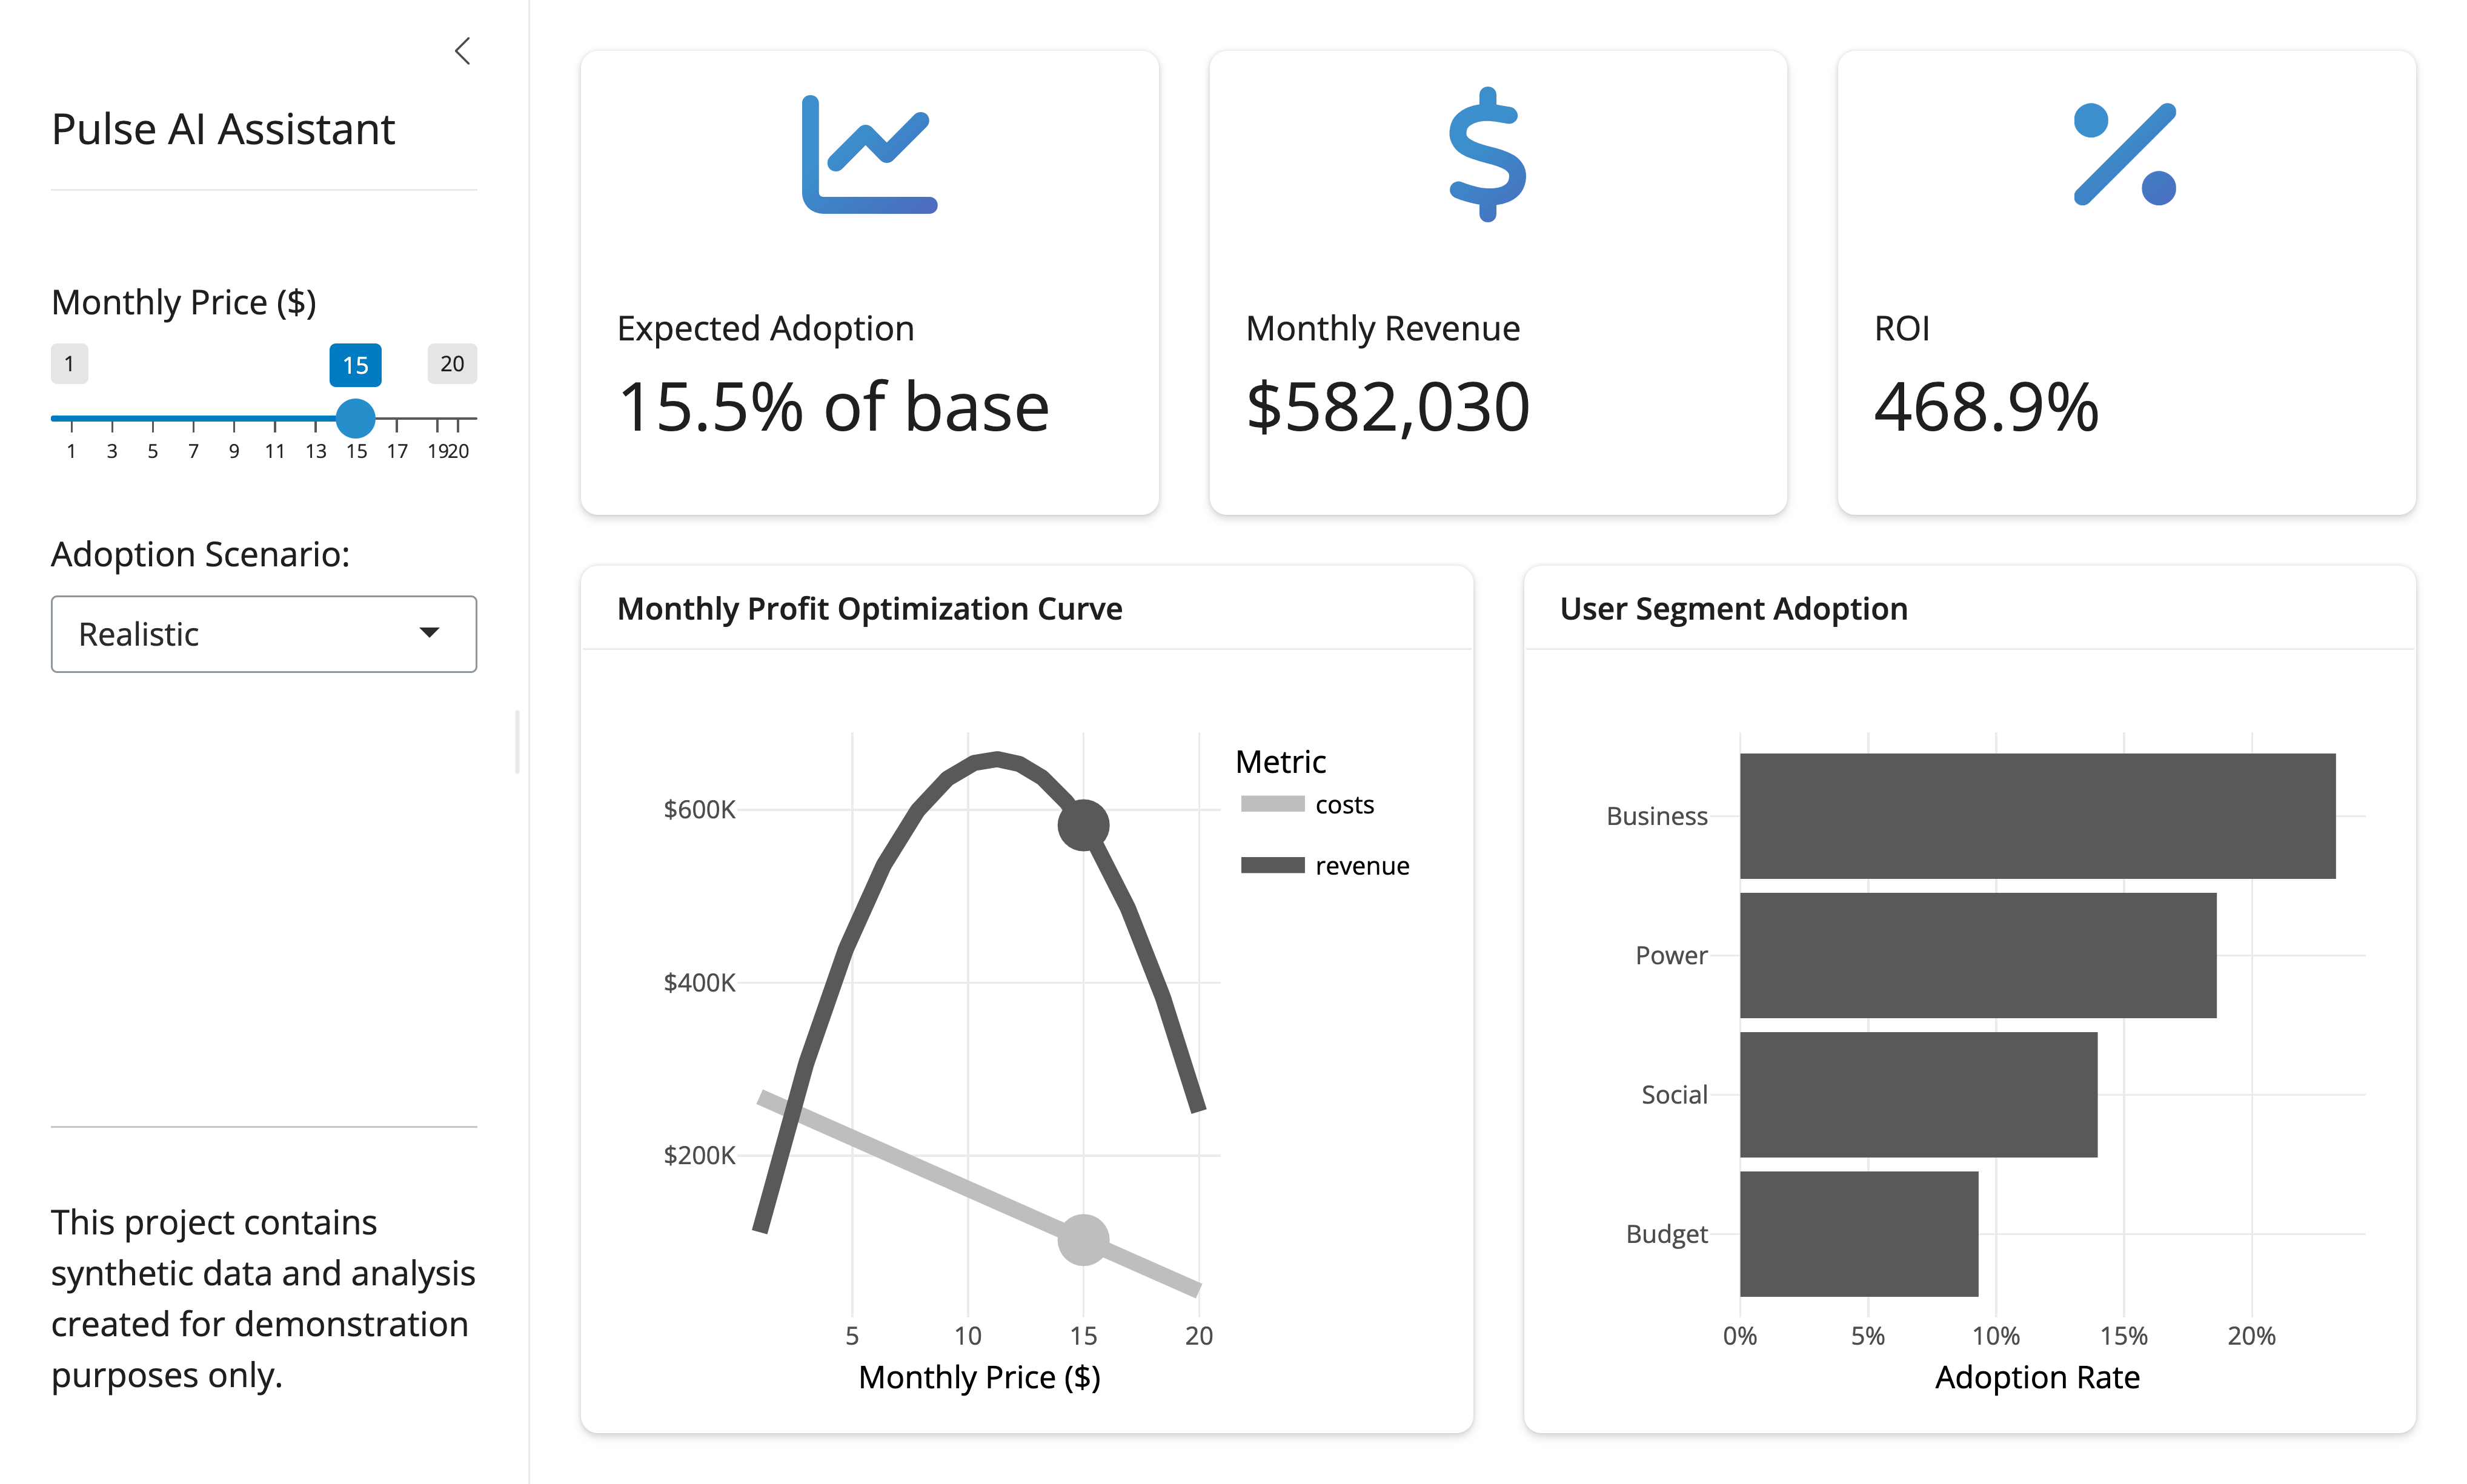 Pulse AI Assistant
Monthly Price ($)
1 15 20
1 3 5 7 9 11 13 15 17 19 20
Adoption Scenario:
Realistic
This project contains
synthetic data and analysis
created for demonstration
purposes only.
Expected Adoption
15.5% of base
Monthly Revenue
$582,030
ROI
468.9%
Monthly Profit Optimization Curve
$600K
$400K
$200K
5 10 15 20
Monthly Price ($)
Metric
costs
revenue
User Segment Adoption
Business
Power
Social
Budget
0% 5% 10% 15% 20%
Adoption Rate